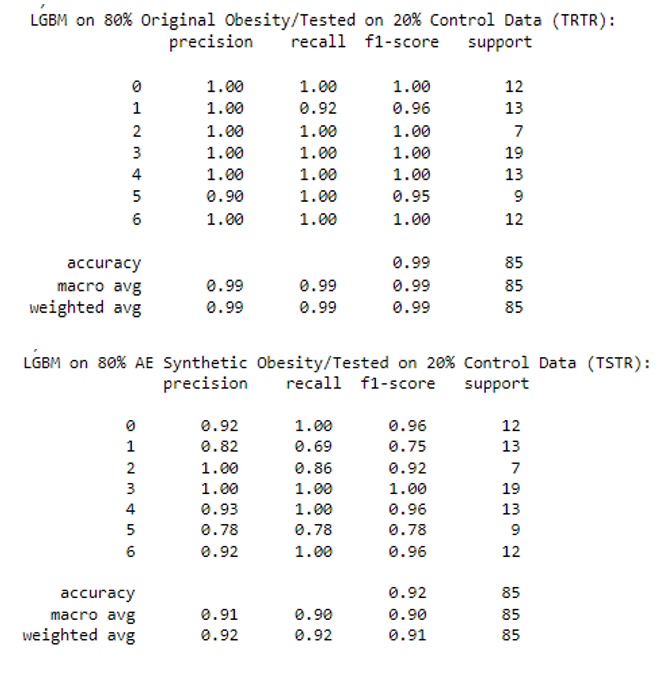 LGBM on 80% Original Obesity/Tested on 20% Control Data (TRTR):
precision recall f1-score support
0 1.00 1.00 1.00 12
1 1.00 0.92 0.96 13
2 1.00 1.00 1.00 7
3 1.00 1.00 1.00 19
4 1.00 1.00 1.00 13
5 0.90 1.00 0.95 9
6 1.00 1.00 1.00 12
accuracy 0.99 85
macro avg 0.99 0.99 0.99 85
weighted avg 0.99 0.99 0.99 85
LGBM on 80% AE Synthetic Obesity/Tested on 20% Control Data (TSTR):
precision recall f1-score support
0 0.92 1.00 0.96 12
1 0.82 0.69 0.75 13
2 1.00 0.86 0.92 7
3 1.00 1.00 1.00 19
4 0.93 1.00 0.96 13
5 0.78 0.78 0.78 9
6 0.92 1.00 0.96 12
accuracy 0.92 85
macro avg 0.91 0.90 0.90 85
weighted avg 0.92 0.92 0.91 85